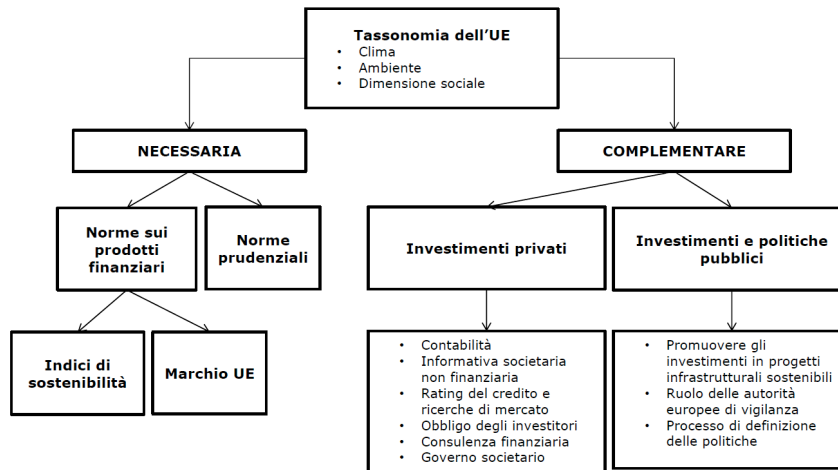 Tassonomia dell'UE
• Clima
• Ambiente
• Dimensione sociale
NECESSARIA
COMPLEMENTARE
Norme sui
prodotti
finanziari
Norme
prudenziali
Investimenti privati
Investimenti e politiche
pubblici
Indici di
sostenibilità
Marchio UE
• Contabilità
• Informativa societaria
non finanziaria
• Rating del credito e
ricerche di mercato
• Obbligo degli investitori
• Consulenza finanziaria
• Governo societario
• Promuovere gli
investimenti in progetti
infrastrutturali sostenibili
• Ruolo delle autorità
europee di vigilanza
• Processo di definizione
delle politiche